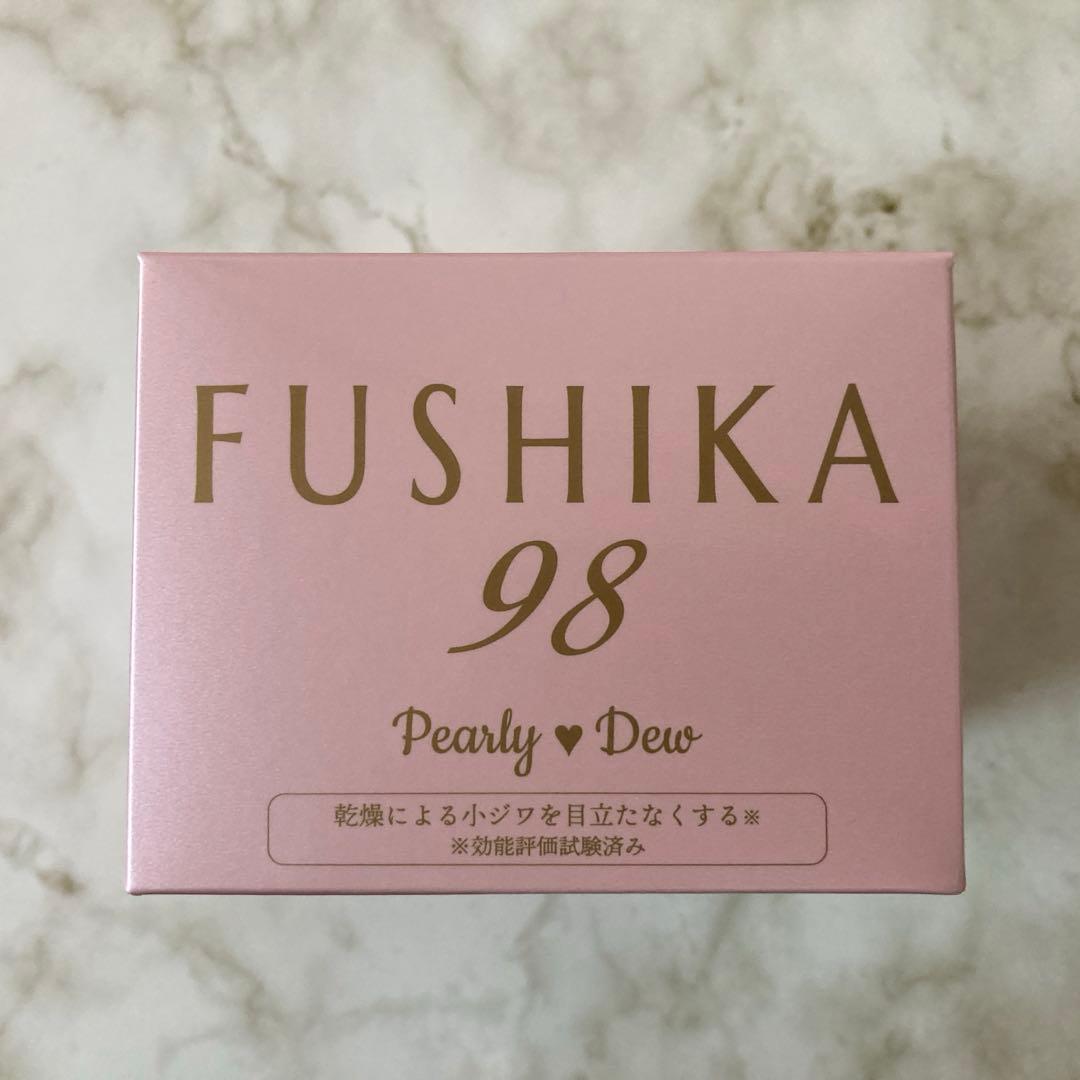 FUSHIKA
98
Pearly ♥ Dew
乾燥による小ジワを目立たなくする※
※効能評価試験済み